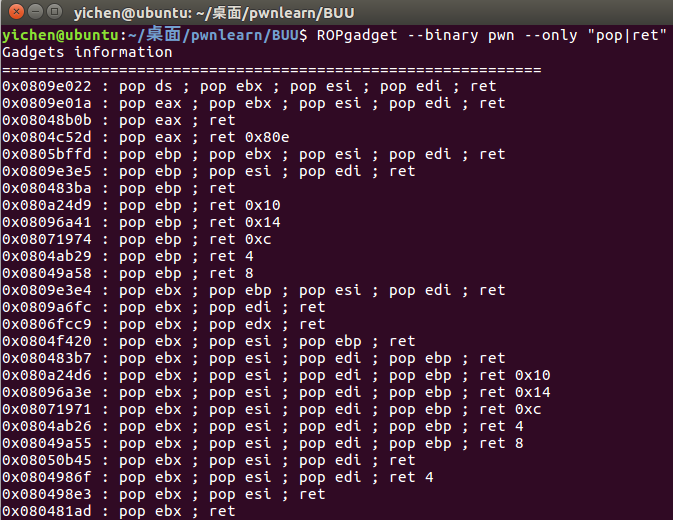 yichen@ubuntu: ~/桌面/pwnlearn/BUU
yichen@ubuntu:~/桌面/pwnlearn/BUU$ ROPgadget --binary pwn --only "pop|ret"
Gadgets information
============================================================
0x0809e022 : pop ds ; pop ebx ; pop esi ; pop edi ; ret
0x0809e01a : pop eax ; pop ebx ; pop esi ; pop edi ; ret
0x08048b0b : pop eax ; ret
0x0804c52d : pop eax ; ret 0x80e
0x0805bffd : pop ebp ; pop ebx ; pop esi ; pop edi ; ret
0x0809e3e5 : pop ebp ; pop esi ; pop edi ; ret
0x080483ba : pop ebp ; ret
0x080a24d9 : pop ebp ; ret 0x10
0x08096a41 : pop ebp ; ret 0x14
0x08071974 : pop ebp ; ret 0xc
0x0804ab29 : pop ebp ; ret 4
0x08049a58 : pop ebp ; ret 8
0x0809e3e4 : pop ebx ; pop ebp ; pop esi ; pop edi ; ret
0x0809a6fc : pop ebx ; pop edi ; ret
0x0806fcc9 : pop ebx ; pop edx ; ret
0x0804f420 : pop ebx ; pop esi ; pop ebp ; ret
0x080483b7 : pop ebx ; pop esi ; pop edi ; pop ebp ; ret
0x080a24d6 : pop ebx ; pop esi ; pop edi ; pop ebp ; ret 0x10
0x08096a3e : pop ebx ; pop esi ; pop edi ; pop ebp ; ret 0x14
0x08071971 : pop ebx ; pop esi ; pop edi ; pop ebp ; ret 0xc
0x0804ab26 : pop ebx ; pop esi ; pop edi ; pop ebp ; ret 4
0x08049a55 : pop ebx ; pop esi ; pop edi ; pop ebp ; ret 8
0x08050b45 : pop ebx ; pop esi ; pop edi ; ret
0x0804986f : pop ebx ; pop esi ; pop edi ; ret 4
0x080498e3 : pop ebx ; pop esi ; ret
0x080481ad : pop ebx ; ret